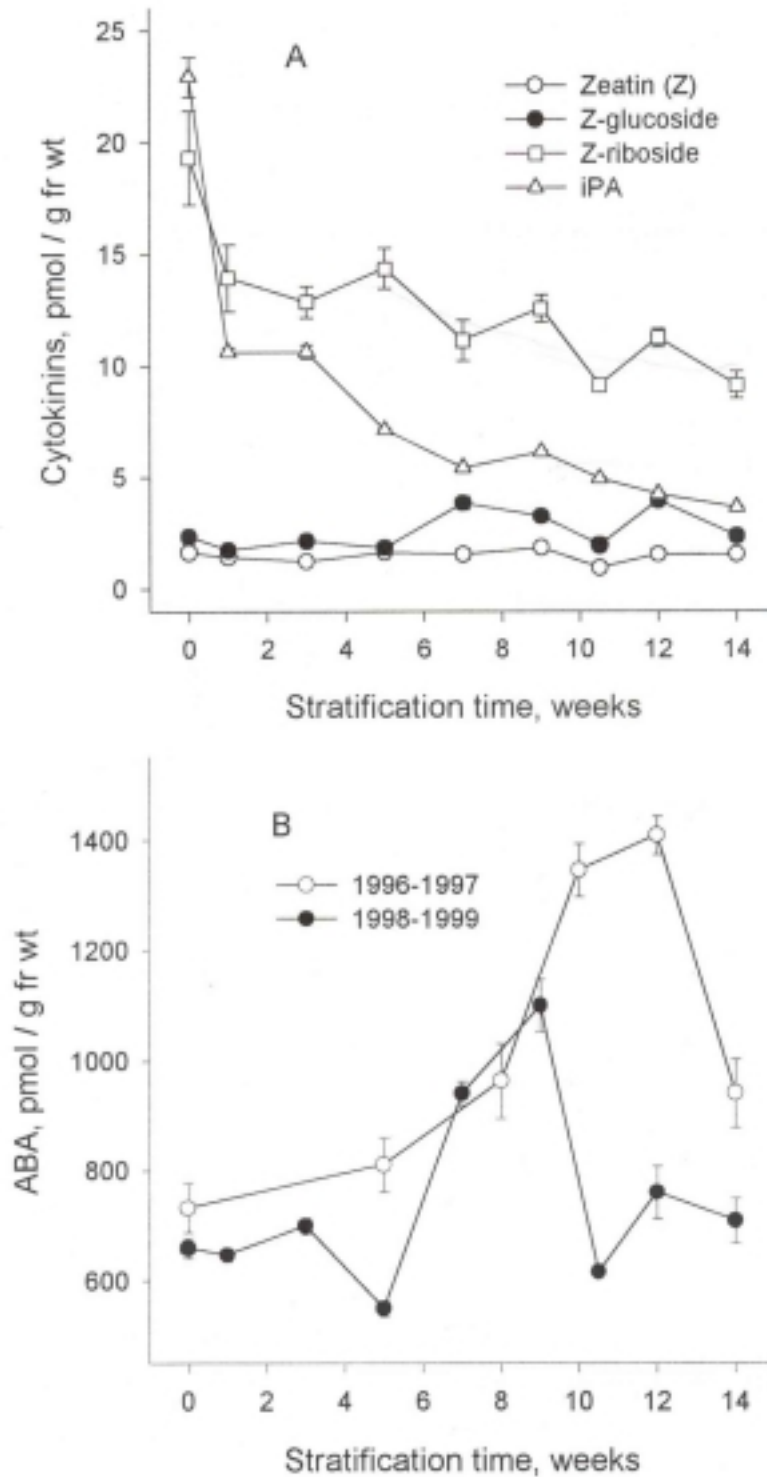 A
Zeatin (Z)
Z-glucoside
Z-riboside
iPA
Cytokinins, pmol / g fr wt
25
20
15
10
5
0
0 2 4 6 8 10 12 14
Stratification time, weeks
B
1996-1997
1998-1999
ABA, pmol / g fr wt
1400
1200
1000
800
600
0 2 4 6 8 10 12 14
Stratification time, weeks